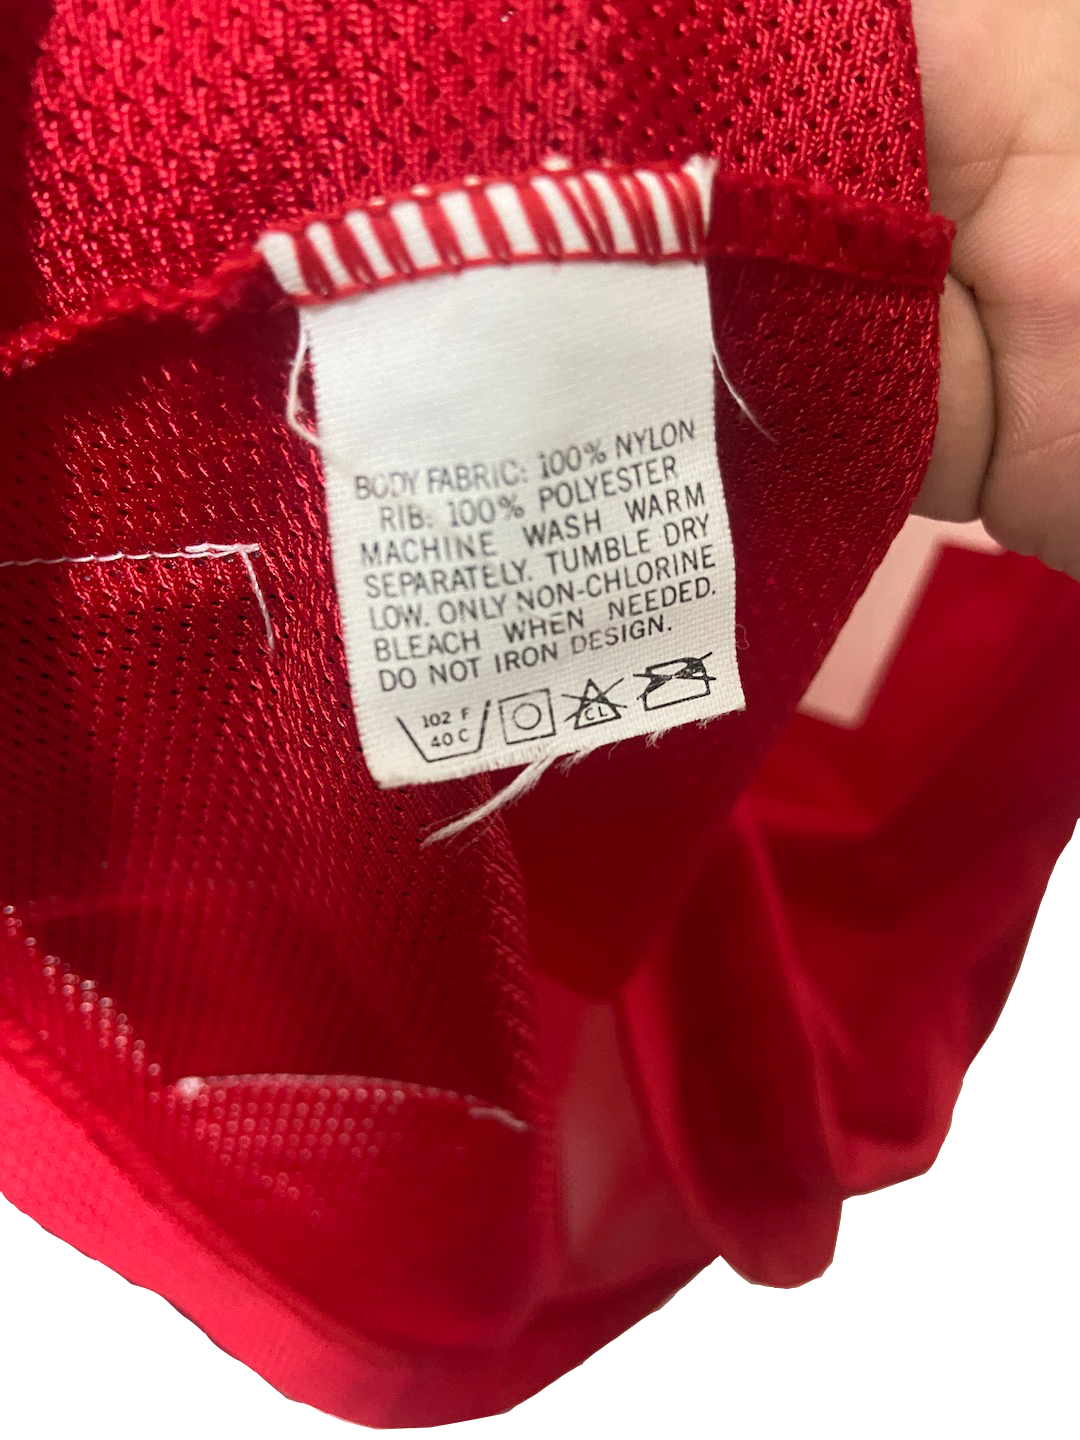 BODY FABRIC: 100% NYLON
RIB: 100% POLYESTER
MACHINE WASH WARM
SEPARATELY. TUMBLE DRY
LOW. ONLY NON-CHLORINE
BLEACH WHEN NEEDED.
DO NOT IRON DESIGN.
102 F
40 C
CL